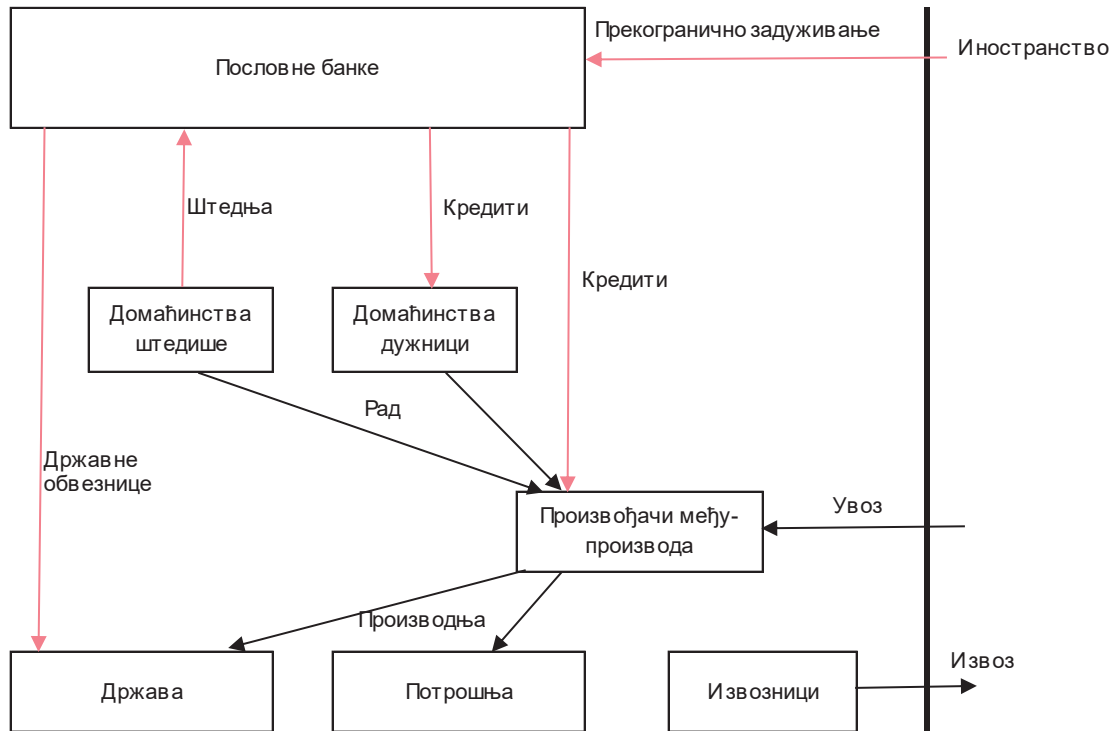 Прекогранично задуживање
Иностранство
Пословне банке
Штедња
Кредити
Кредити
Домаћинства
штедише
Домаћинства
дужници
Рад
Државне
обвезнице
Произвођачи међу-
производа
Увоз
Производња
Држава
Потрошња
Извозници
Извоз